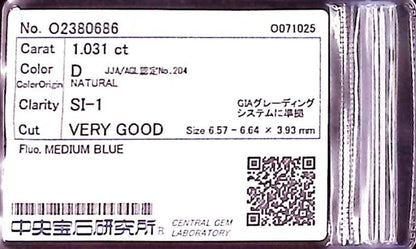 No. O2380686 O071025
Carat 1.031 ct
Color D JJA/AGL認定No.204
ColorOrigin NATURAL
Clarity SI-1 GIAグレーディング
システムに準拠
Cut VERY GOOD Size 6.57 - 6.64 × 3.93 mm
Fluo. MEDIUM BLUE
中央宝石研究所® CENTRAL GEM
LABORATORY